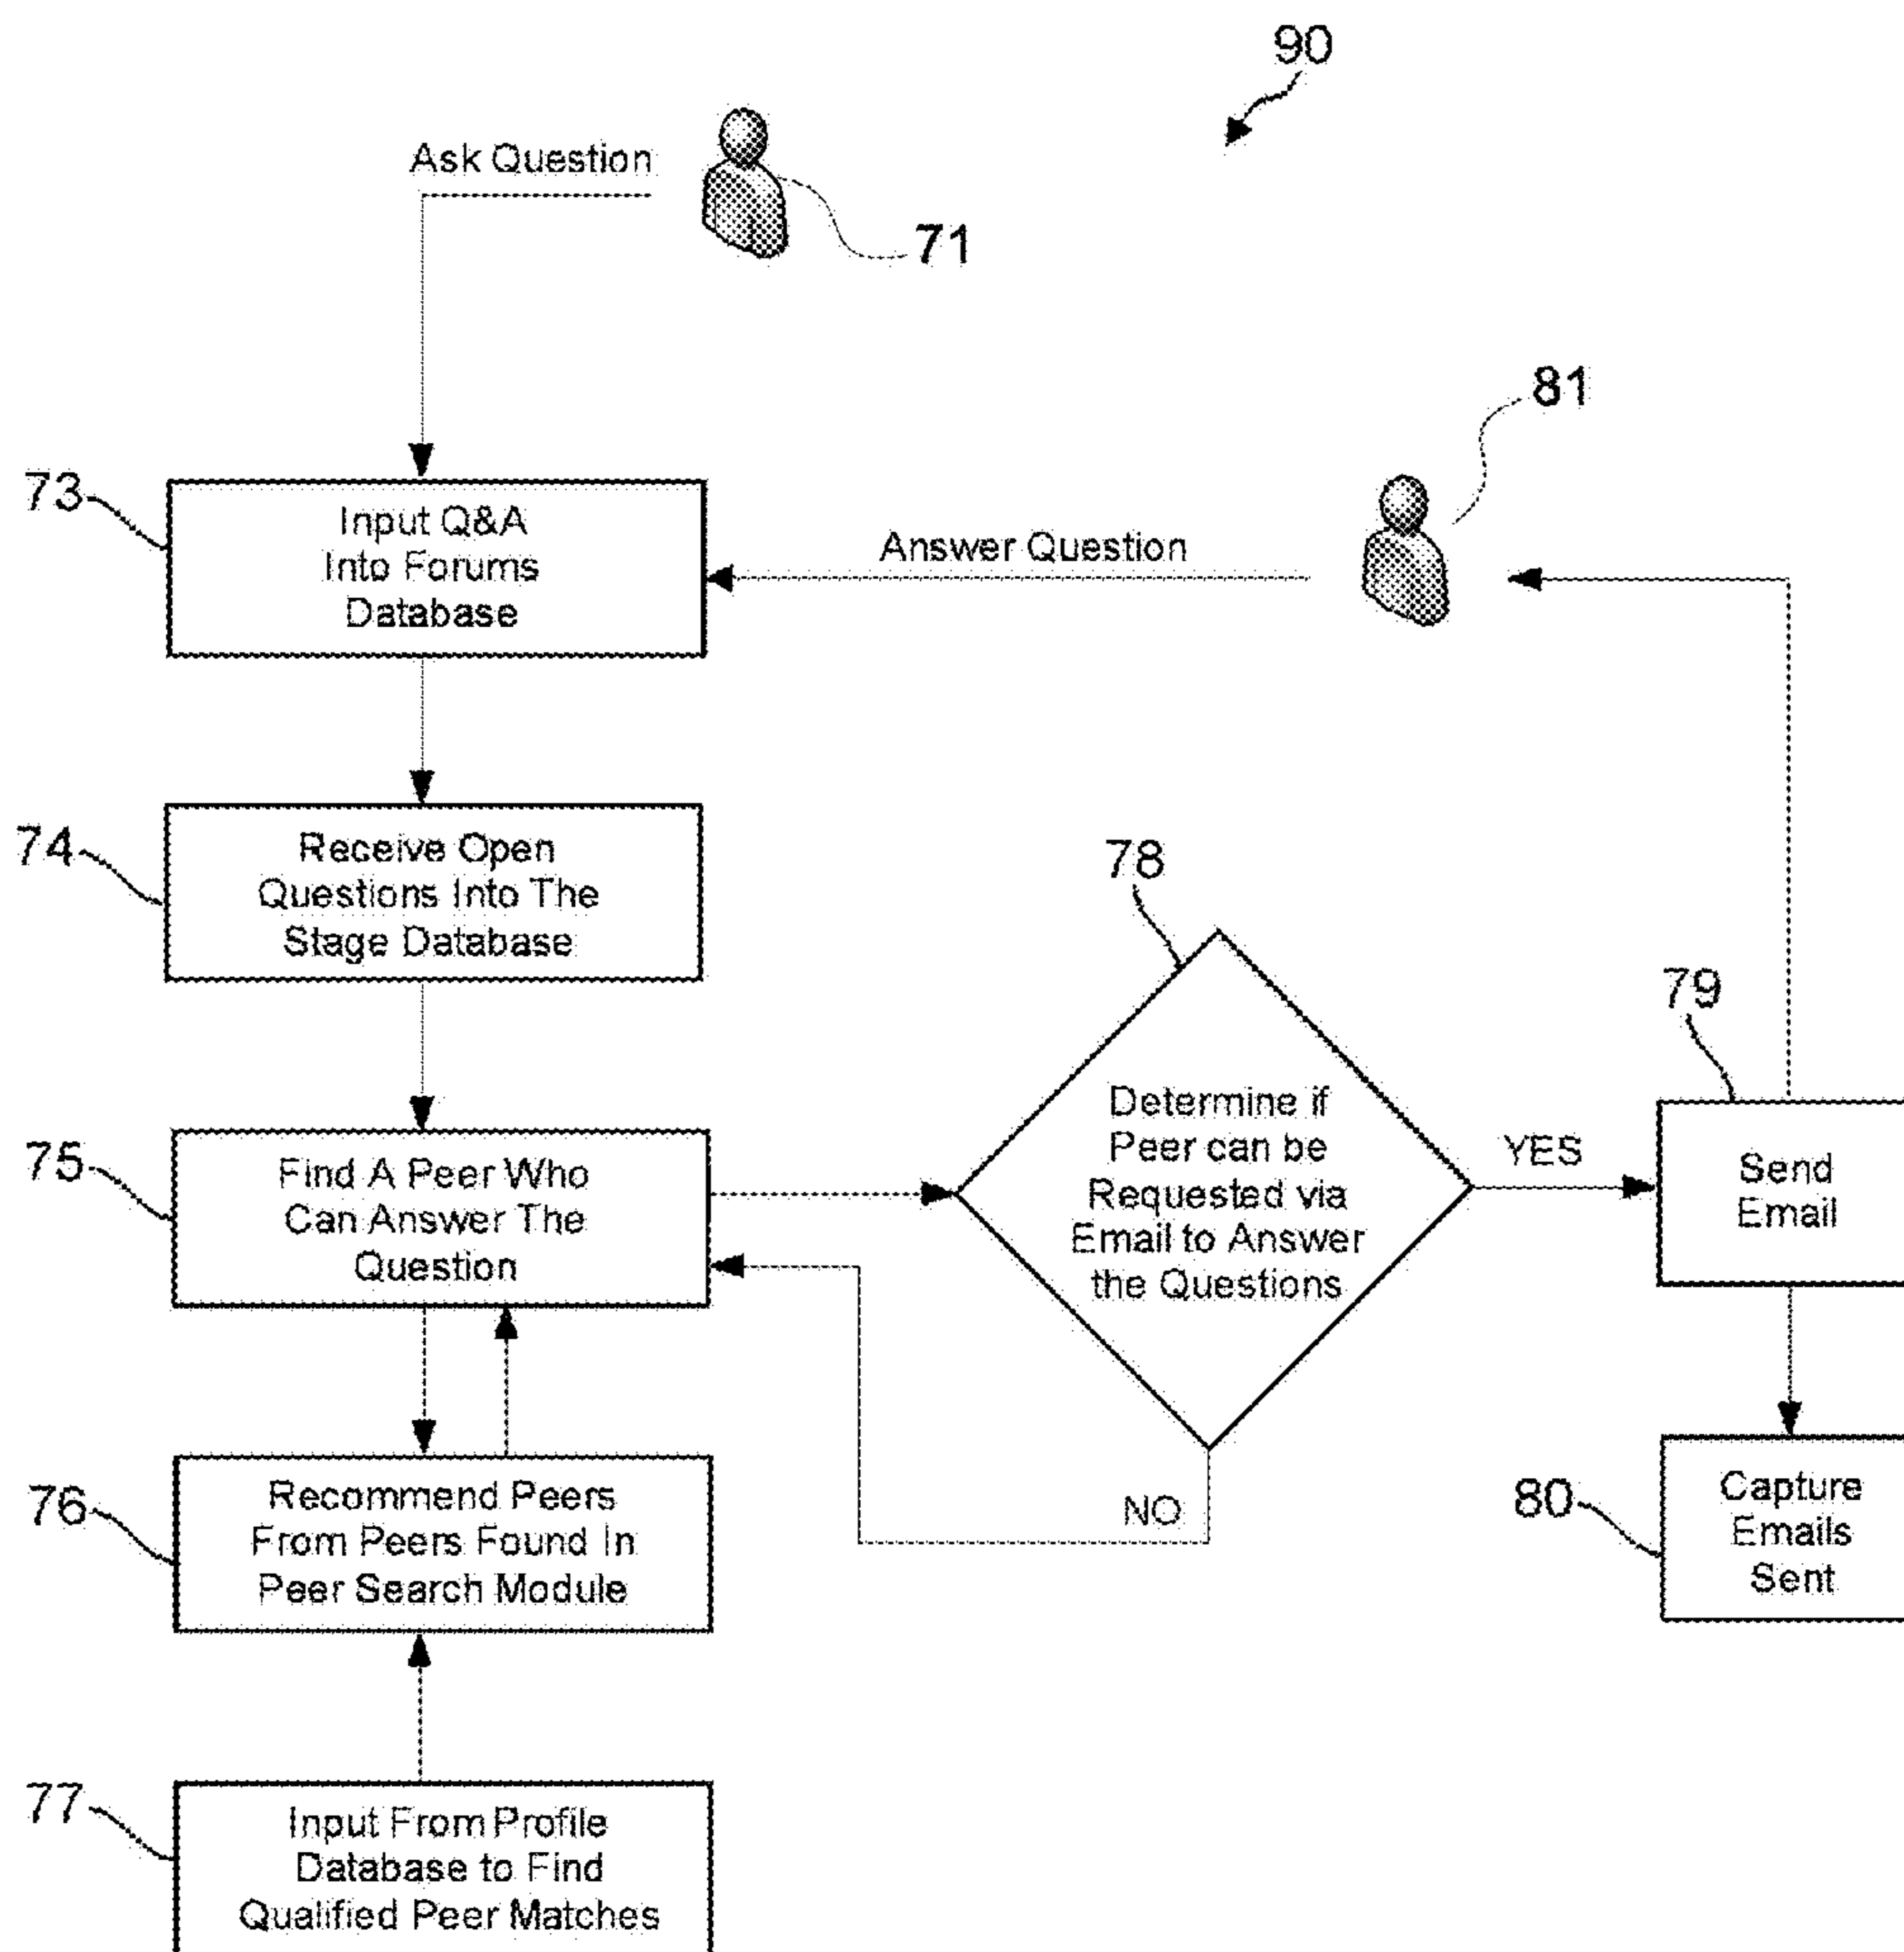 90
Ask Question
71
81
73
Input Q&A
Into Forums
Database
Answer Question
74
Receive Open
Questions Into The
Stage Database
78
79
75
Find A Peer Who
Can Answer The
Question
Determine if
Peer can be
Requested via
Email to Answer
the Questions
YES
Send
Email
76
Recommend Peers
From Peers Found In
Peer Search Module
NO
80
Capture
Emails
Sent
77
Input From Profile
Database to Find
Qualified Peer Matches